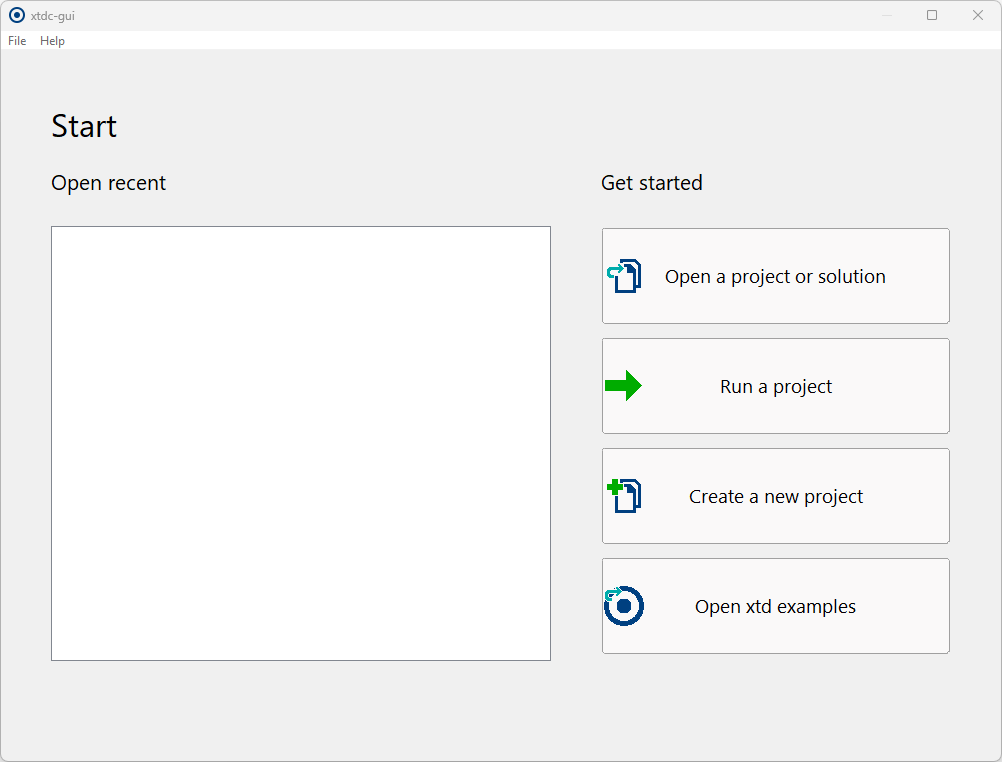 xtdc-gui
File Help
Start
Open recent
Get started
Open a project or solution
Run a project
Create a new project
Open xtd examples